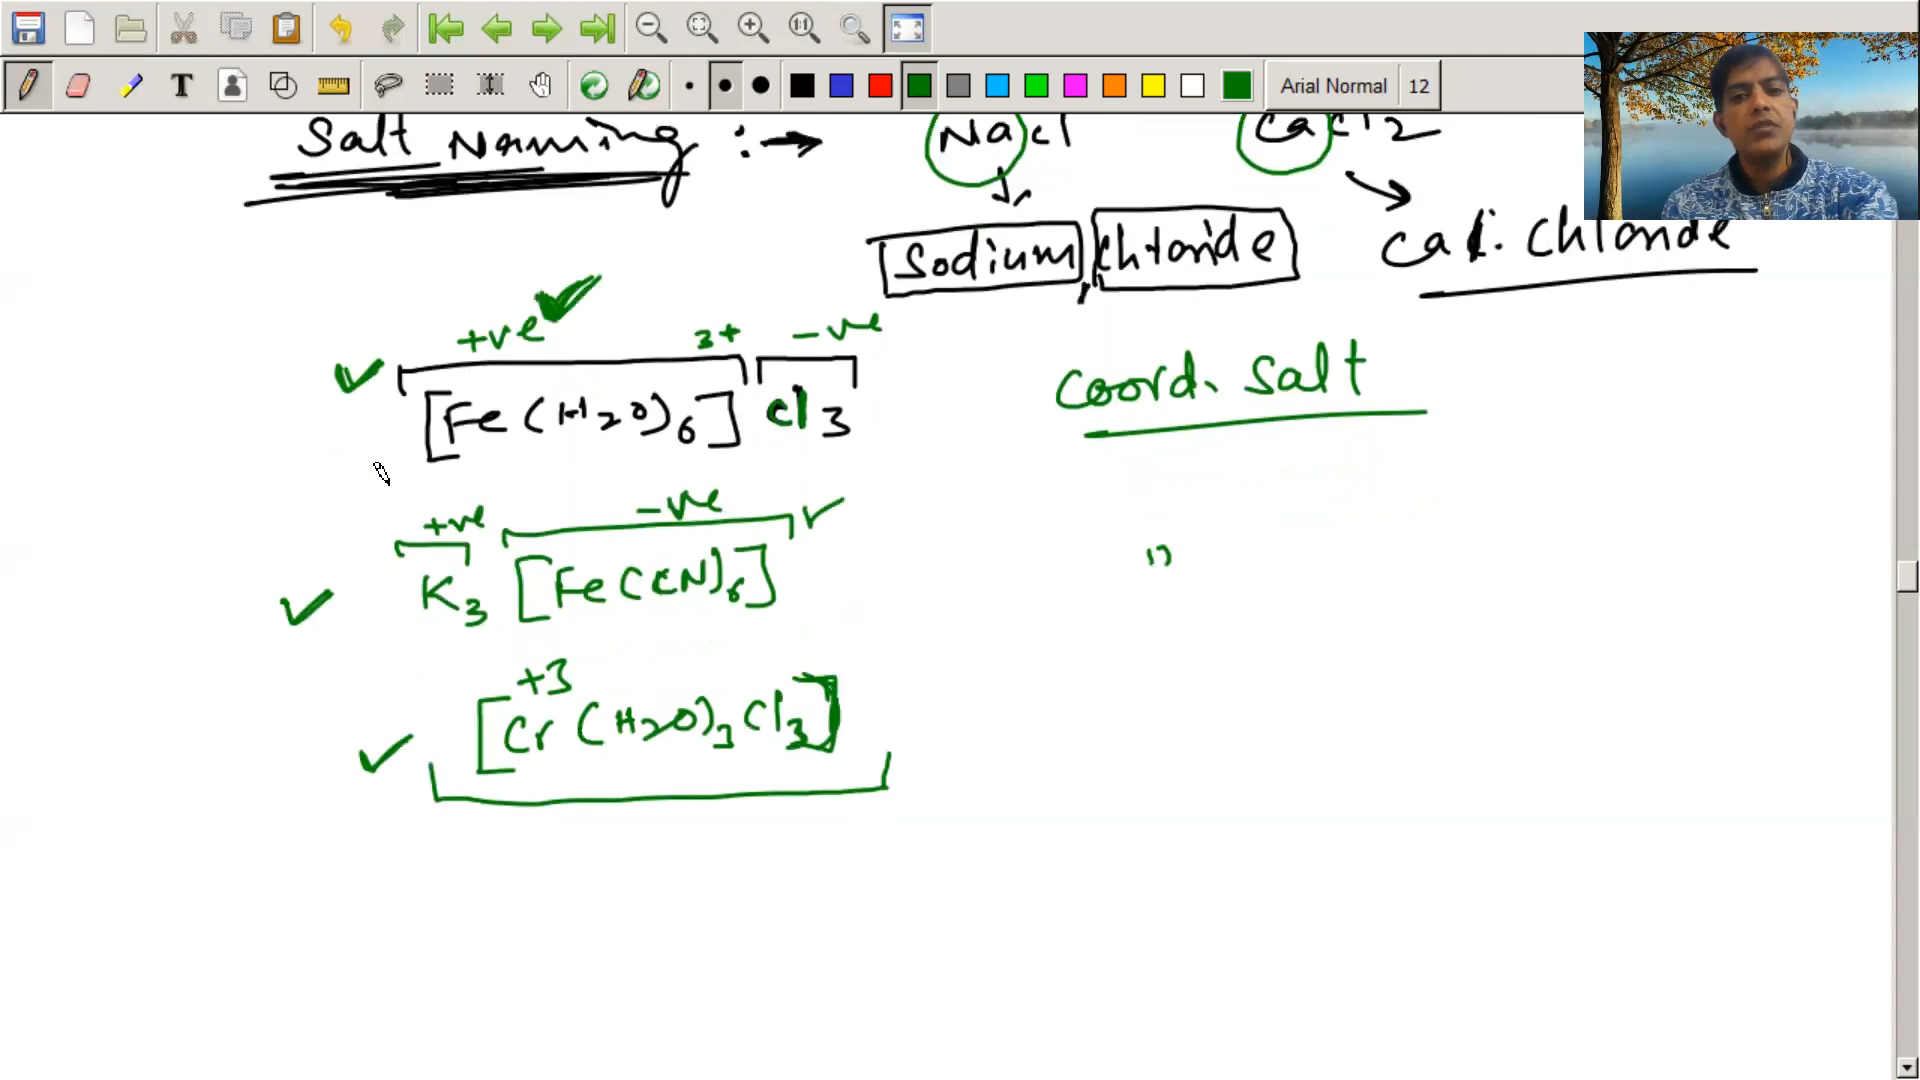 Arial Normal 12
Salt Naming :→ NaCl CaCl2
Sodium, Chloride
Cal. Chloride
+ve 3+ -ve
[Fe(H2O)6] Cl3
Coord. Salt
+ve -ve
K3 [Fe(CN)6]
1)
+3
[Cr(H2O)3Cl3]